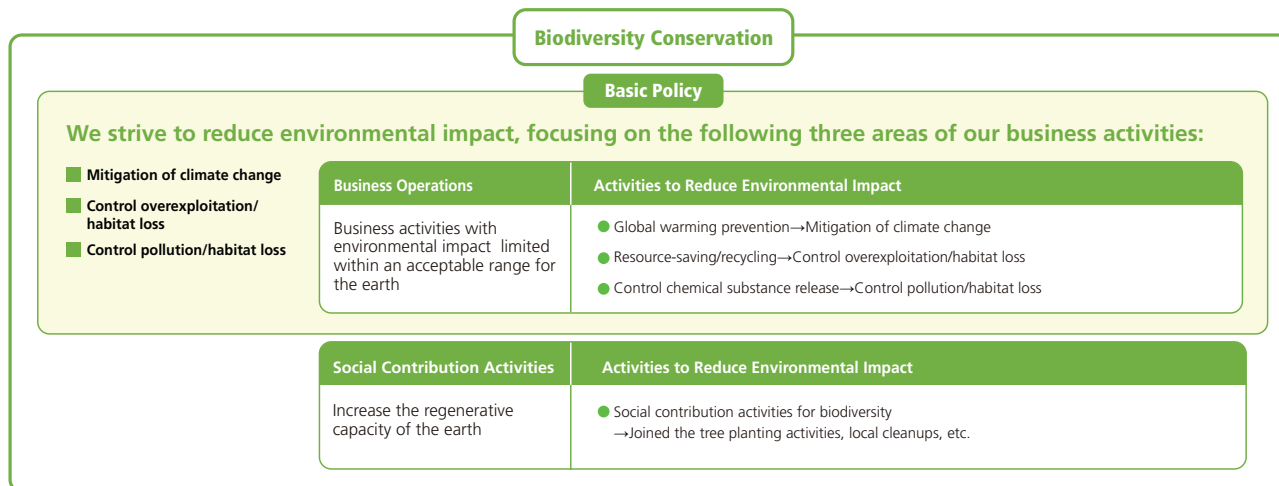 Biodiversity Conservation
Basic Policy
We strive to reduce environmental impact, focusing on the following three areas of our business activities:
Mitigation of climate change
Control overexploitation/
habitat loss
Control pollution/habitat loss
Business Operations
Activities to Reduce Environmental Impact
Business activities with
environmental impact limited
within an acceptable range for
the earth
Global warming prevention→Mitigation of climate change
Resource-saving/recycling→Control overexploitation/habitat loss
Control chemical substance release→Control pollution/habitat loss
Social Contribution Activities
Activities to Reduce Environmental Impact
Increase the regenerative
capacity of the earth
Social contribution activities for biodiversity
→Joined the tree planting activities, local cleanups, etc.